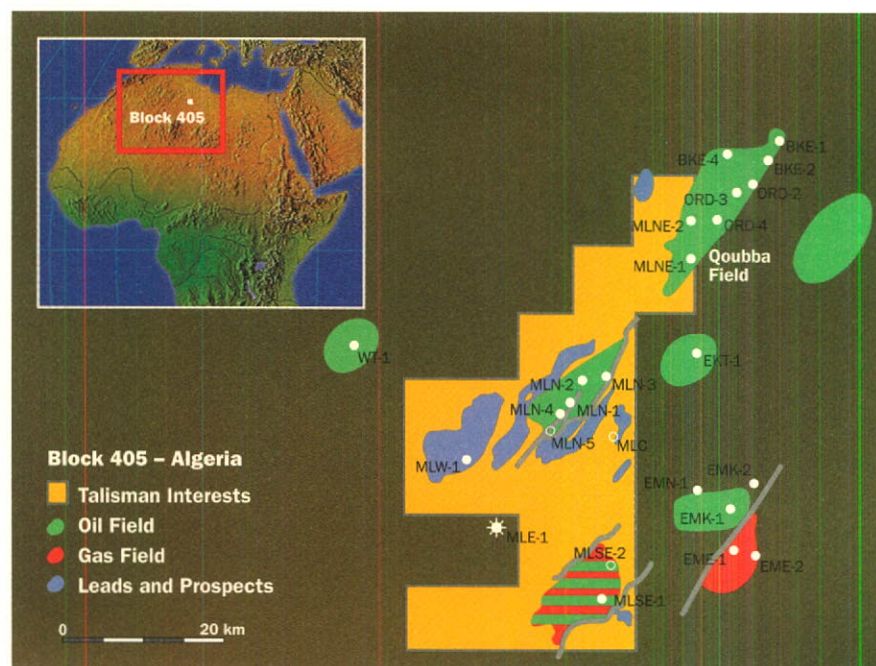 Block 405
BKE-1
BKE-4
BKE-2
ORD-2
ORD-3
MLNE-2
ORD-4
MLNE-1
Qoubba
Field
WT-1
EKT-1
MLN-2
MLN-3
MLN-4
MLN-1
MLN-5
MLC
MLW-1
Block 405 – Algeria
Talisman Interests
Oil Field
Gas Field
Leads and Prospects
0
20 km
EMK-2
EMN-1
EMK-1
MLE-1
MLSE-2
EME-1
EME-2
MLSE-1